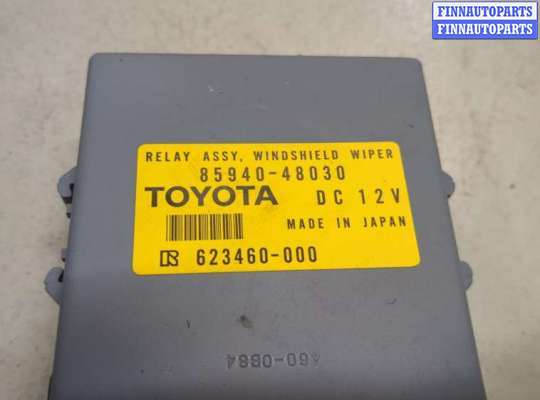 FINNAUTOPARTS
FINNAUTOPARTS
RELAY ASSY, WINDSHIELD WIPER
85940-48030
TOYOTA DC 12V
MADE IN JAPAN
623460-000